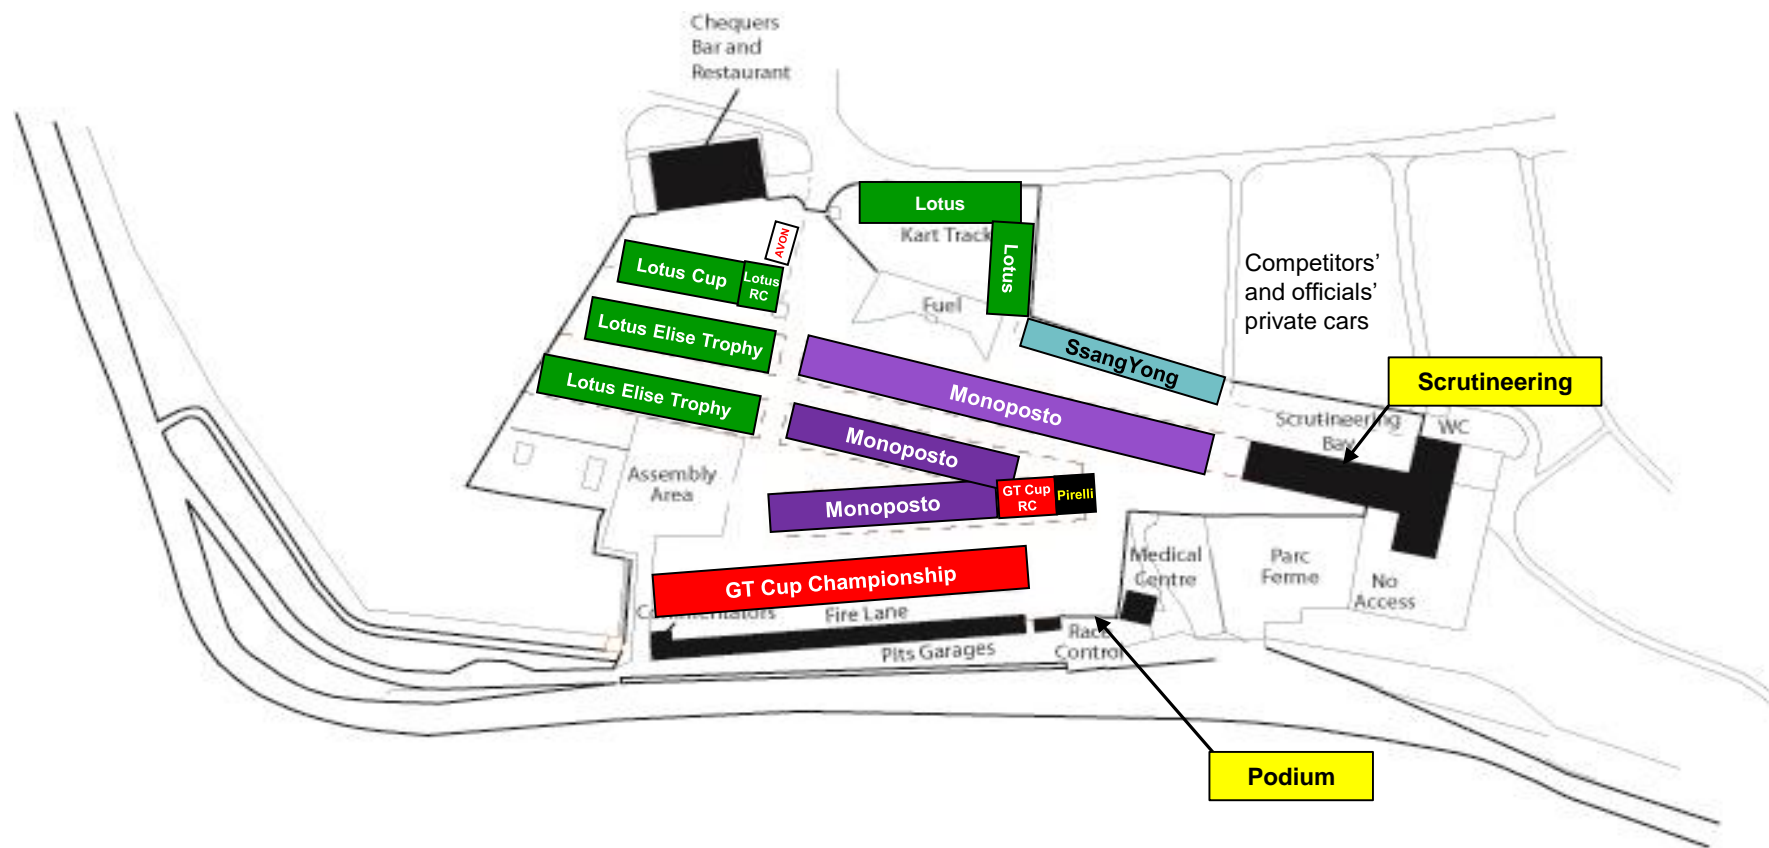 Chequers
Bar and
Restaurant
Lotus
Kart Track
Lotus
AVON
Lotus Cup
Lotus
RC
Fuel
Competitors’
and officials’
private cars
Lotus Elise Trophy
SsangYong
Lotus Elise Trophy
Monoposto
Scrutineering
Scrutineering
Bay
WC
Monoposto
Assembly
Area
Monoposto
GT Cup
RC
Pirelli
Medical
Centre
Parc
Ferme
No
Access
GT Cup Championship
Commentators
Fire Lane
Pits Garages
Race
Control
Podium